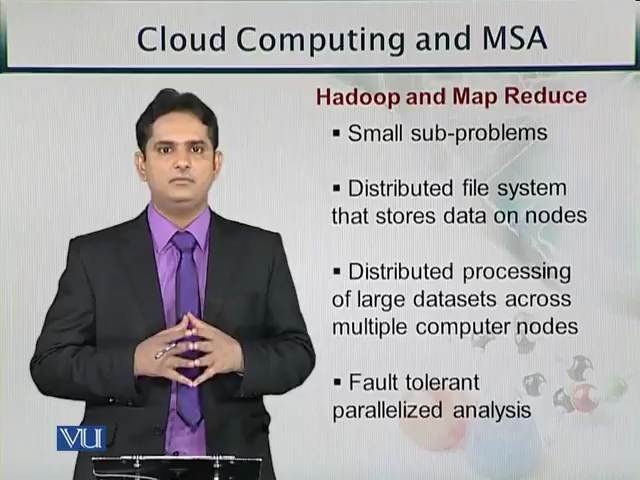 Cloud Computing and MSA
Hadoop and Map Reduce
▪ Small sub-problems
▪ Distributed file system
that stores data on nodes
▪ Distributed processing
of large datasets across
multiple computer nodes
▪ Fault tolerant
parallelized analysis
VU